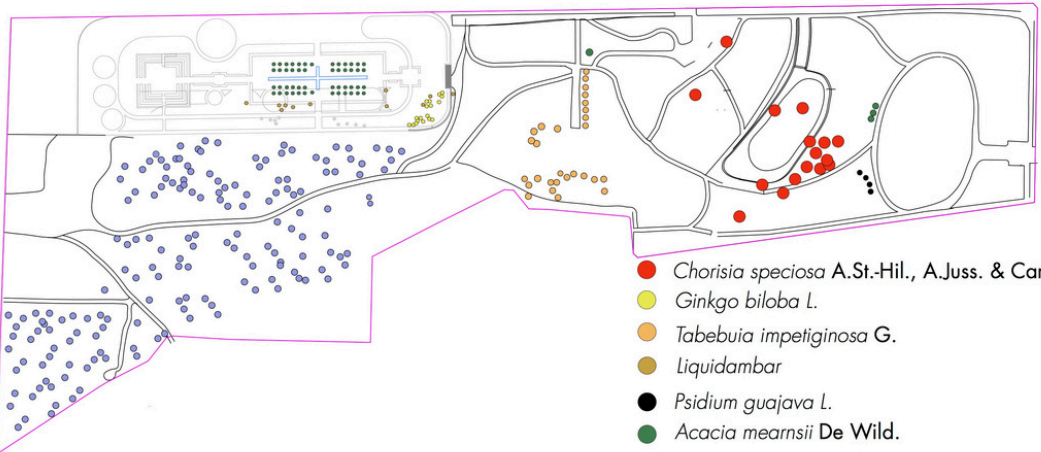 Chorisia speciosa A.St.-Hil., A.Juss. & Car
Ginkgo biloba L.
Tabebuia impetiginosa G.
Liquidambar
Psidium guajava L.
Acacia mearnsii De Wild.